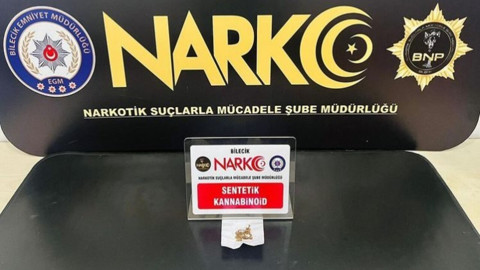 BİLECİK EMNİYET MÜDÜRLÜĞÜ
EGM
NARKO
BNP
NARKOTİK SUÇLARLA MÜCADELE ŞUBE MÜDÜRLÜĞÜ
BİLECİK
NARKO
NARKOTİK SUÇLARLA MÜCADELE ŞUBE MÜDÜRLÜĞÜ
SENTETİK
KANNABİNOİD